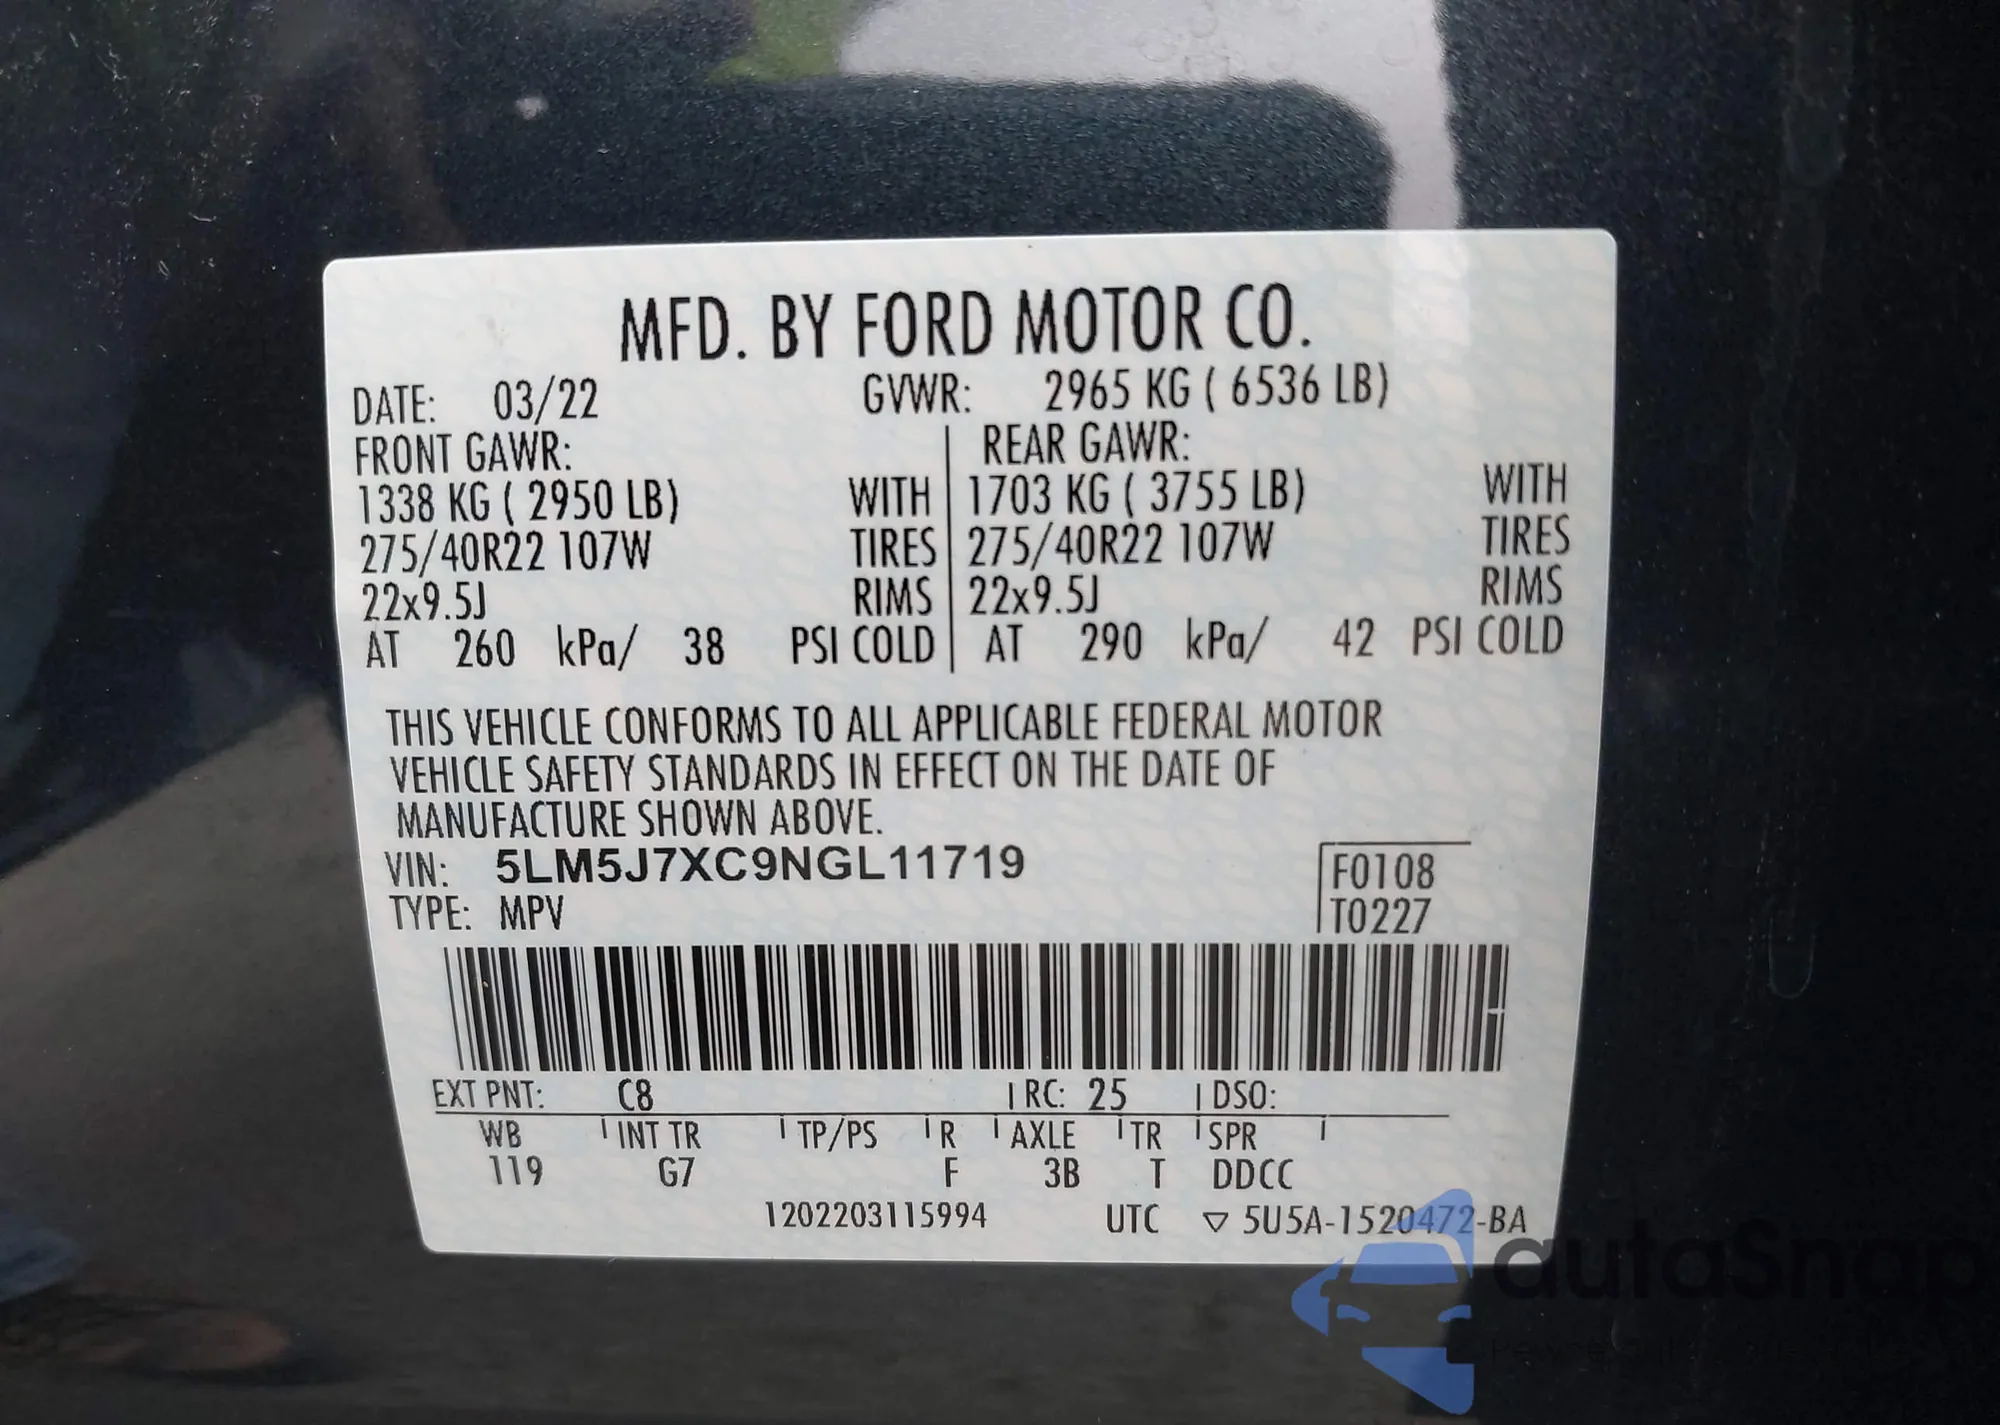 MFD. BY FORD MOTOR CO.
DATE: 03/22 GVWR: 2965 KG ( 6536 LB)
FRONT GAWR: REAR GAWR:
1338 KG ( 2950 LB) WITH 1703 KG ( 3755 LB) WITH
275/40R22 107W TIRES 275/40R22 107W TIRES
22x9.5J RIMS 22x9.5J RIMS
AT 260 kPa/ 38 PSI COLD AT 290 kPa/ 42 PSI COLD
THIS VEHICLE CONFORMS TO ALL APPLICABLE FEDERAL MOTOR
VEHICLE SAFETY STANDARDS IN EFFECT ON THE DATE OF
MANUFACTURE SHOWN ABOVE.
VIN: 5LM5J7XC9NGL11719 F0108
TYPE: MPV T0227
EXT PNT: C8 RC: 25 DSO:
WB INT TR TP/PS R AXLE TR SPR
119 G7 F 3B T DDCC
1202203115994 UTC ▽ 5U5A-1520472-BA
autaSnap